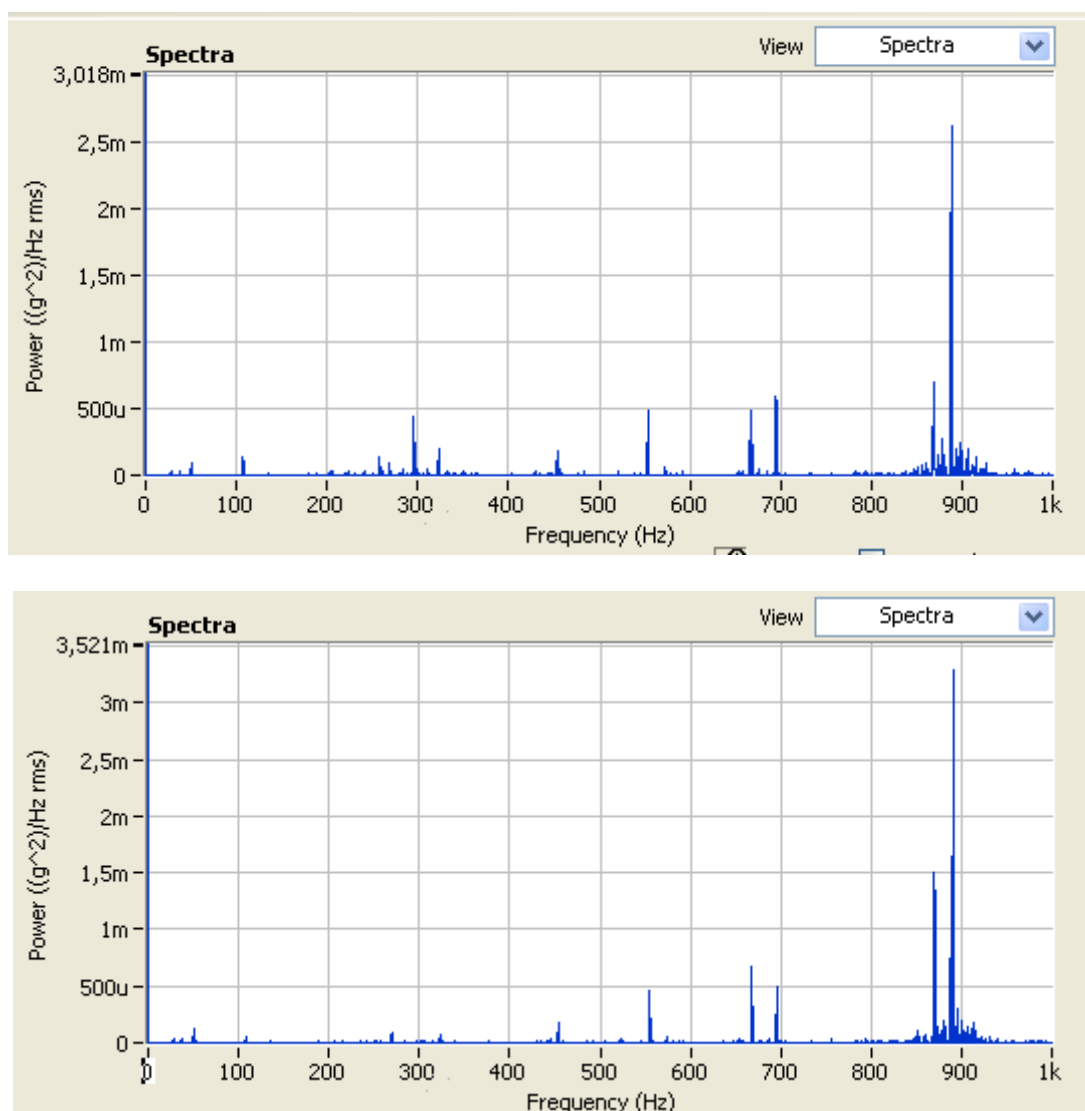 Spectra
View Spectra
3,018m
2,5m
2m
1,5m
1m
500u
0
Power ((g^2)/Hz rms)
0 100 200 300 400 500 600 700 800 900 1k
Frequency (Hz)
Spectra
View Spectra
3,521m
3m
2,5m
2m
1,5m
1m
500u
0
Power ((g^2)/Hz rms)
0 100 200 300 400 500 600 700 800 900 1k
Frequency (Hz)